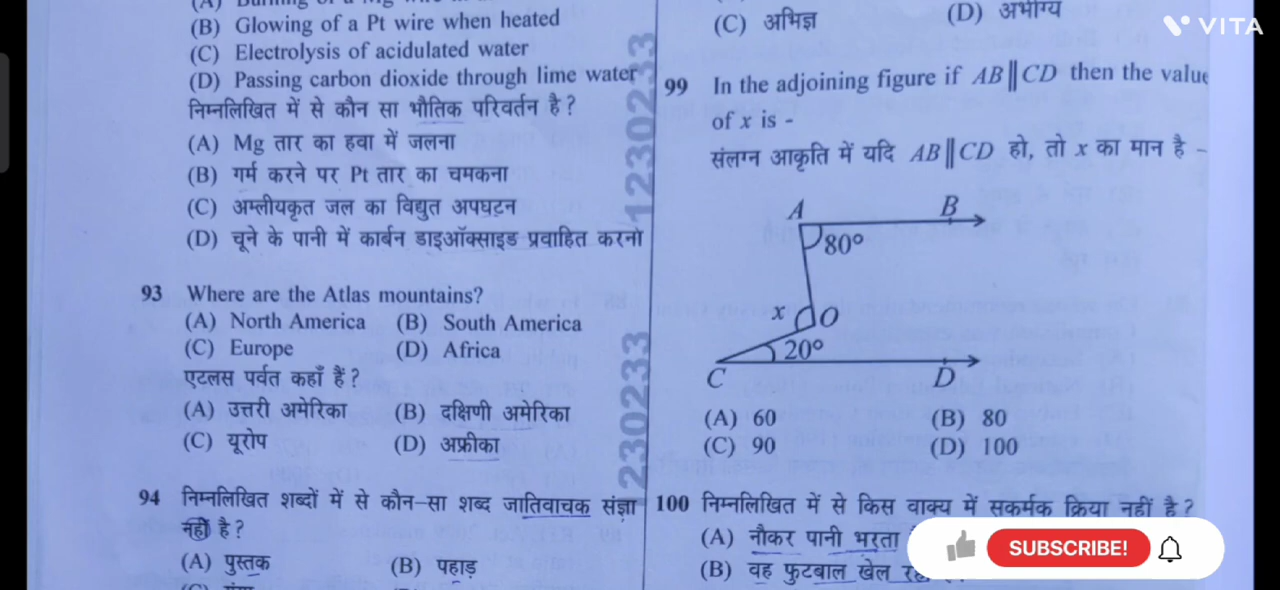 (B) Glowing of a Pt wire when heated
(C) Electrolysis of acidulated water
(D) Passing carbon dioxide through lime water
निम्नलिखित में से कौन सा भौतिक परिवर्तन है ?
(A) Mg तार का हवा में जलना
(B) गर्म करने पर Pt तार का चमकना
(C) अम्लीयकृत जल का विद्युत अपघटन
(D) चूने के पानी में कार्बन डाइऑक्साइड प्रवाहित करनो
93 Where are the Atlas mountains?
(A) North America (B) South America
(C) Europe (D) Africa
एटलस पर्वत कहाँ हैं ?
(A) उत्तरी अमेरिका (B) दक्षिणी अमेरिका
(C) यूरोप (D) अफ्रीका
94 निम्नलिखित शब्दों में से कौन-सा शब्द जातिवाचक संज्ञा
नहीं है ?
(A) पुस्तक (B) पहाड़
1230233
1230233
(C) अभिज्ञ (D) अभीग्य
99 In the adjoining figure if AB || CD then the value
of x is -
संलग्न आकृति में यदि AB || CD हो, तो x का मान है -
A B
80°
x O
20°
C D
(A) 60 (B) 80
(C) 90 (D) 100
100 निम्नलिखित में से किस वाक्य में सकर्मक क्रिया नहीं है ?
(A) नौकर पानी भरता
(B) वह फुटबाल खेल
VITA
SUBSCRIBE!